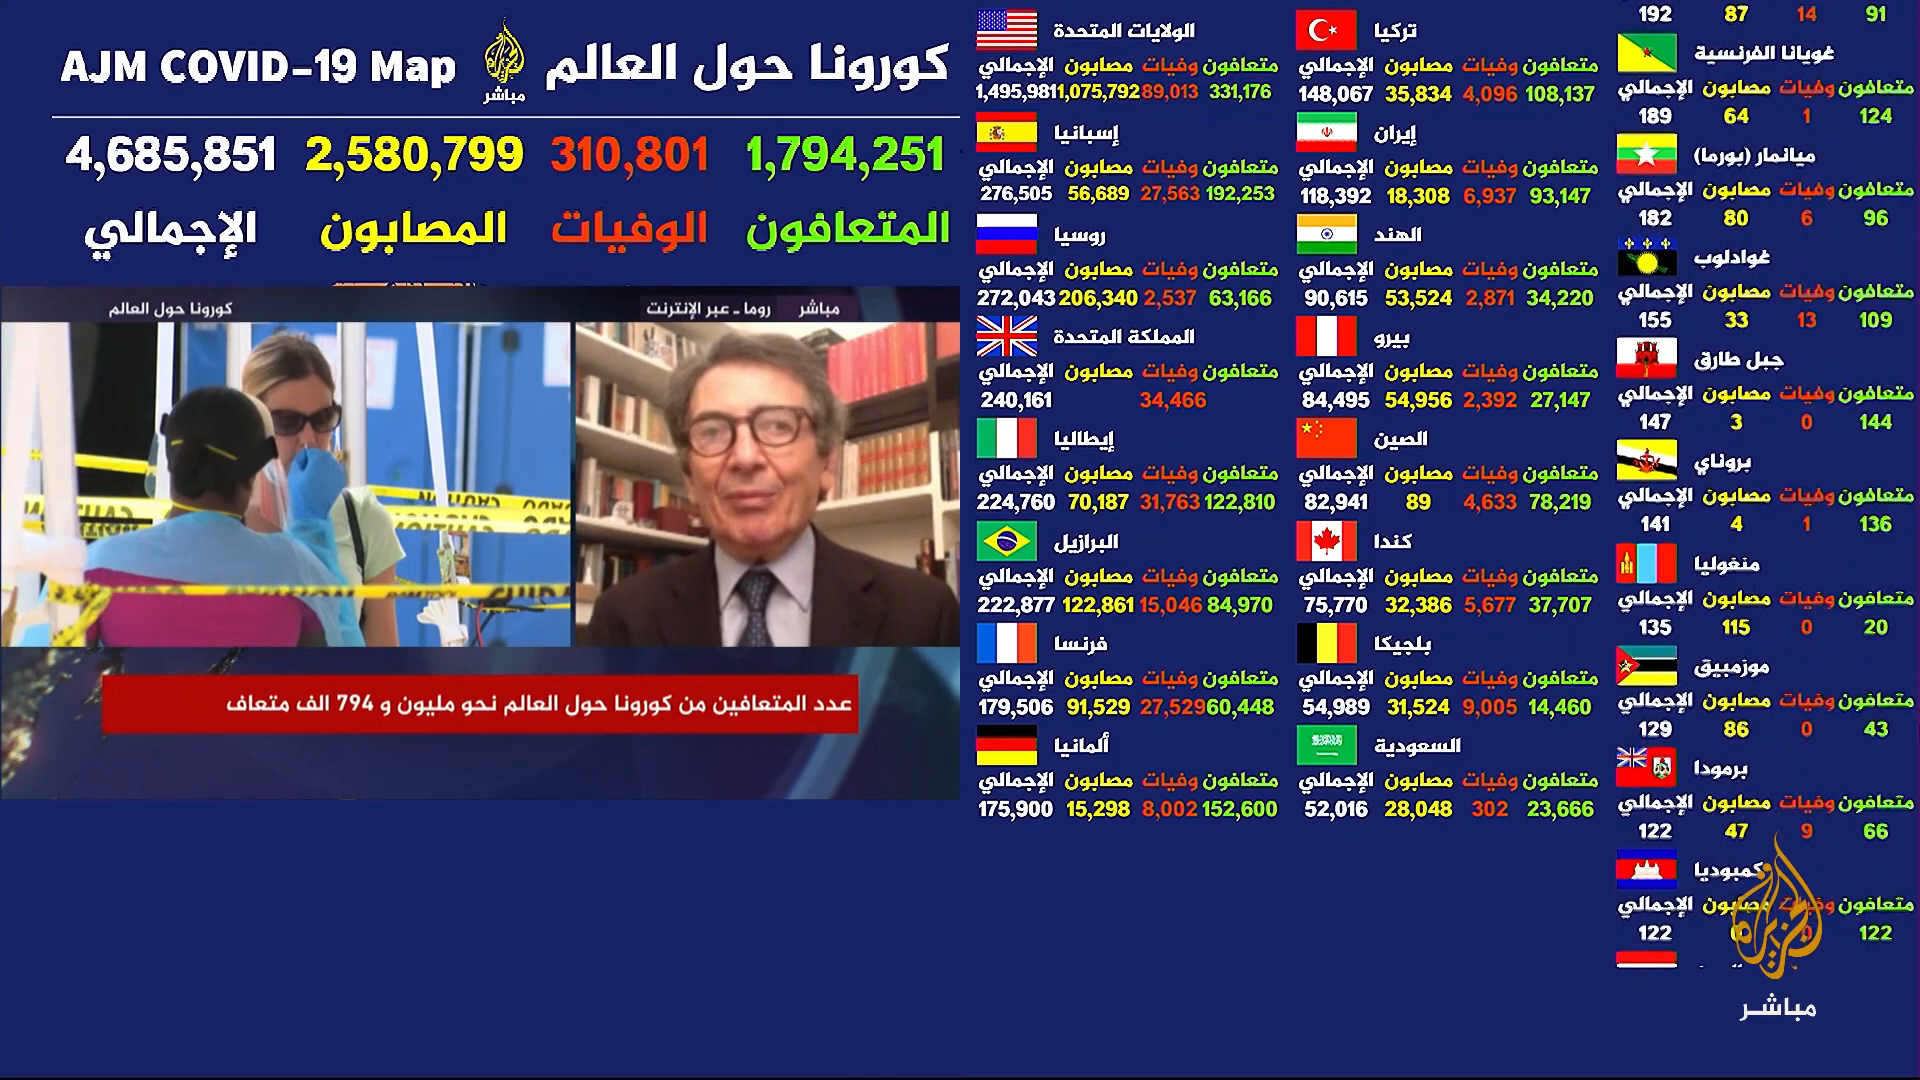 AJM COVID-19 Map مباشر كورونا حول العالم
4,685,851 2,580,799 310,801 1,794,251
الإجمالي المصابون الوفيات المتعافون
كورونا حول العالم
روما ـ عبر الإنترنت مباشر
CAUTION
عدد المتعافين من كورونا حول العالم نحو مليون و 794 الف متعاف
الولايات المتحدة
الإجمالي مصابون وفيات متعافون
1,495,981 1,075,792 89,013 331,176
إسبانيا
الإجمالي مصابون وفيات متعافون
276,505 56,689 27,563 192,253
روسيا
الإجمالي مصابون وفيات متعافون
272,043 206,340 2,537 63,166
المملكة المتحدة
الإجمالي مصابون وفيات متعافون
240,161 34,466
إيطاليا
الإجمالي مصابون وفيات متعافون
224,760 70,187 31,763 122,810
البرازيل
الإجمالي مصابون وفيات متعافون
222,877 122,861 15,046 84,970
فرنسا
الإجمالي مصابون وفيات متعافون
179,506 91,529 27,529 60,448
ألمانيا
الإجمالي مصابون وفيات متعافون
175,900 15,298 8,002 152,600
تركيا
الإجمالي مصابون وفيات متعافون
148,067 35,834 4,096 108,137
إيران
الإجمالي مصابون وفيات متعافون
118,392 18,308 6,937 93,147
الهند
الإجمالي مصابون وفيات متعافون
90,615 53,524 2,871 34,220
بيرو
الإجمالي مصابون وفيات متعافون
84,495 54,956 2,392 27,147
الصين
الإجمالي مصابون وفيات متعافون
82,941 89 4,633 78,219
كندا
الإجمالي مصابون وفيات متعافون
75,770 32,386 5,677 37,707
بلجيكا
الإجمالي مصابون وفيات متعافون
54,989 31,524 9,005 14,460
السعودية
الإجمالي مصابون وفيات متعافون
52,016 28,048 302 23,666
192 87 14 91
غويانا الفرنسية
الإجمالي مصابون وفيات متعافون
189 64 1 124
ميانمار (بورما)
الإجمالي مصابون وفيات متعافون
182 80 6 96
غوادلوب
الإجمالي مصابون وفيات متعافون
155 33 13 109
جبل طارق
الإجمالي مصابون وفيات متعافون
147 3 0 144
بروناي
الإجمالي مصابون وفيات متعافون
141 4 1 136
منغوليا
الإجمالي مصابون وفيات متعافون
135 115 0 20
موزمبيق
الإجمالي مصابون وفيات متعافون
129 86 0 43
برمودا
الإجمالي مصابون وفيات متعافون
122 47 9 66
كمبوديا
الإجمالي مصابون وفيات متعافون
122 0 0 122
الجزيرة
مباشر